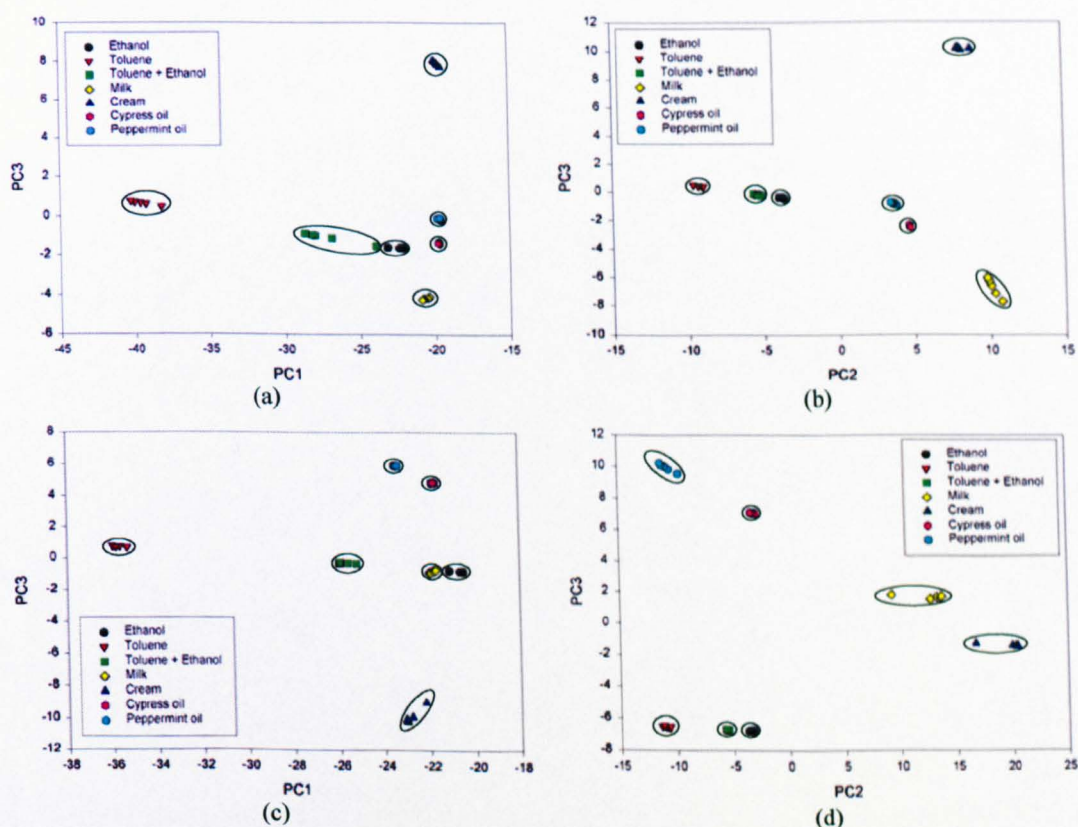 10
8
6
4
2
0
-2
-4
-6
PC3
Ethanol
Toluene
Toluene + Ethanol
Milk
Cream
Cypress oil
Peppermint oil
-45 -40 -35 -30 -25 -20 -15
PC1
(a)
12
10
8
6
4
2
0
-2
-4
-6
-8
-10
PC3
Ethanol
Toluene
Toluene + Ethanol
Milk
Cream
Cypress oil
Peppermint oil
-15 -10 -5 0 5 10 15
PC2
(b)
8
6
4
2
0
-2
-4
-6
-8
-10
-12
PC3
Ethanol
Toluene
Toluene + Ethanol
Milk
Cream
Cypress oil
Peppermint oil
-38 -36 -34 -32 -30 -28 -26 -24 -22 -20 -18
PC1
(c)
12
10
8
6
4
2
0
-2
-4
-6
-8
PC3
Ethanol
Toluene
Toluene + Ethanol
Milk
Cream
Cypress oil
Peppermint oil
-15 -10 -5 0 5 10 15 20 25
PC2
(d)